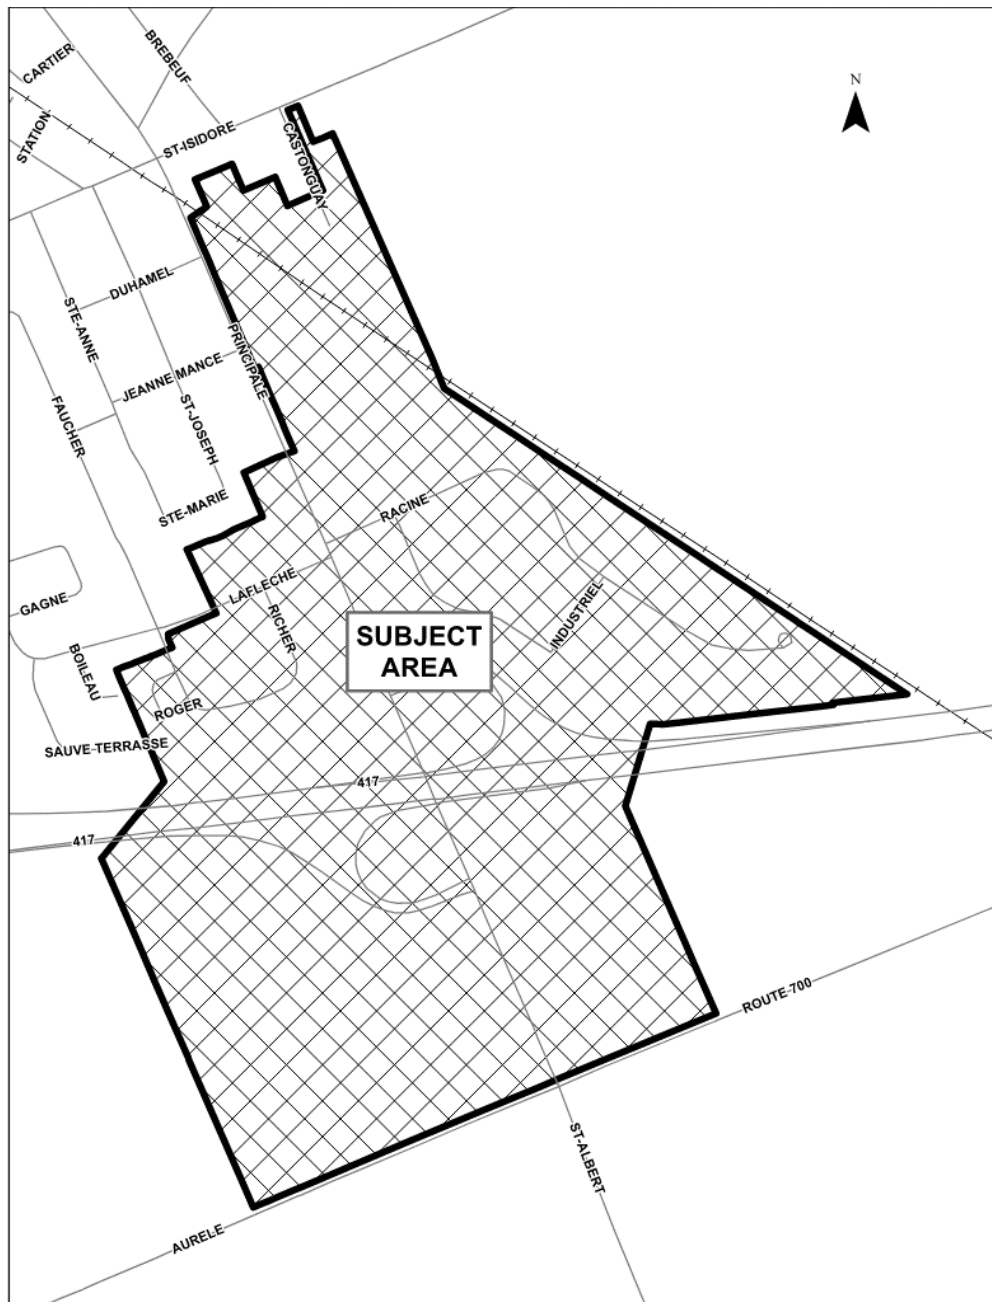 BREBEUF
CARTIER
N
STATION
ST-ISIDORE
CASTONGUAY
DUHAMEL
STE-ANNE
PRINCIPALE
JEANNE MANCE
FAUCHER
ST-JOSEPH
STE-MARIE
RACINE
LAFLECHE
GAGNE
RICHER
INDUSTRIEL
SUBJECT
AREA
BOILEAU
ROGER
SAUVE TERRASSE
417
417
ROUTE 700
ST-ALBERT
AURELE